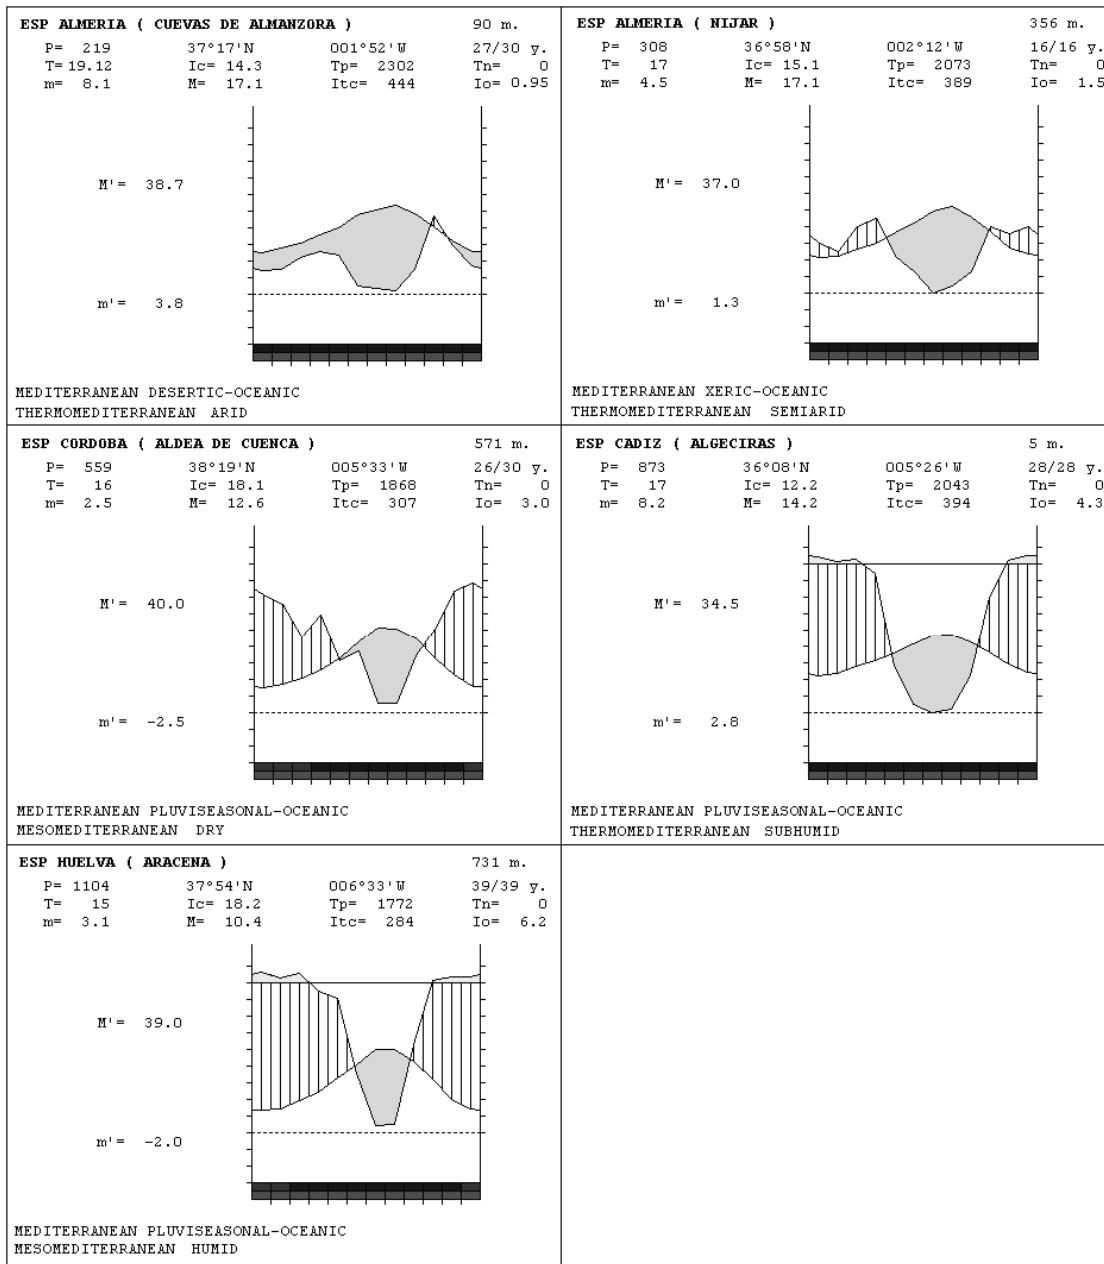 ESP ALMERIA ( CUEVAS DE ALMANZORA ) 90 m.
P= 219 37°17'N 001°52'W 27/30 y.
T= 19.12 Ic= 14.3 Tp= 2302 Tn= 0
m= 8.1 M= 17.1 Itc= 444 Io= 0.95
M'= 38.7
m'= 3.8
MEDITERRANEAN DESERTIC-OCEANIC
THERMOMEDITERRANEAN ARID
ESP ALMERIA ( NIJAR ) 356 m.
P= 308 36°58'N 002°12'W 16/16 y.
T= 17 Ic= 15.1 Tp= 2073 Tn= 0
m= 4.5 M= 17.1 Itc= 389 Io= 1.5
M'= 37.0
m'= 1.3
MEDITERRANEAN XERIC-OCEANIC
THERMOMEDITERRANEAN SEMIARID
ESP CORDOBA ( ALDEA DE CUENCA ) 571 m.
P= 559 38°19'N 005°33'W 26/30 y.
T= 16 Ic= 18.1 Tp= 1868 Tn= 0
m= 2.5 M= 12.6 Itc= 307 Io= 3.0
M'= 40.0
m'= -2.5
MEDITERRANEAN PLUVISEASONAL-OCEANIC
MESOMEDITERRANEAN DRY
ESP CADIZ ( ALGECIRAS ) 5 m.
P= 873 36°08'N 005°26'W 28/28 y.
T= 17 Ic= 12.2 Tp= 2043 Tn= 0
m= 8.2 M= 14.2 Itc= 394 Io= 4.3
M'= 34.5
m'= 2.8
MEDITERRANEAN PLUVISEASONAL-OCEANIC
THERMOMEDITERRANEAN SUBHUMID
ESP HUELVA ( ARACENA ) 731 m.
P= 1104 37°54'N 006°33'W 39/39 y.
T= 15 Ic= 18.2 Tp= 1772 Tn= 0
m= 3.1 M= 10.4 Itc= 284 Io= 6.2
M'= 39.0
m'= -2.0
MEDITERRANEAN PLUVISEASONAL-OCEANIC
MESOMEDITERRANEAN HUMID